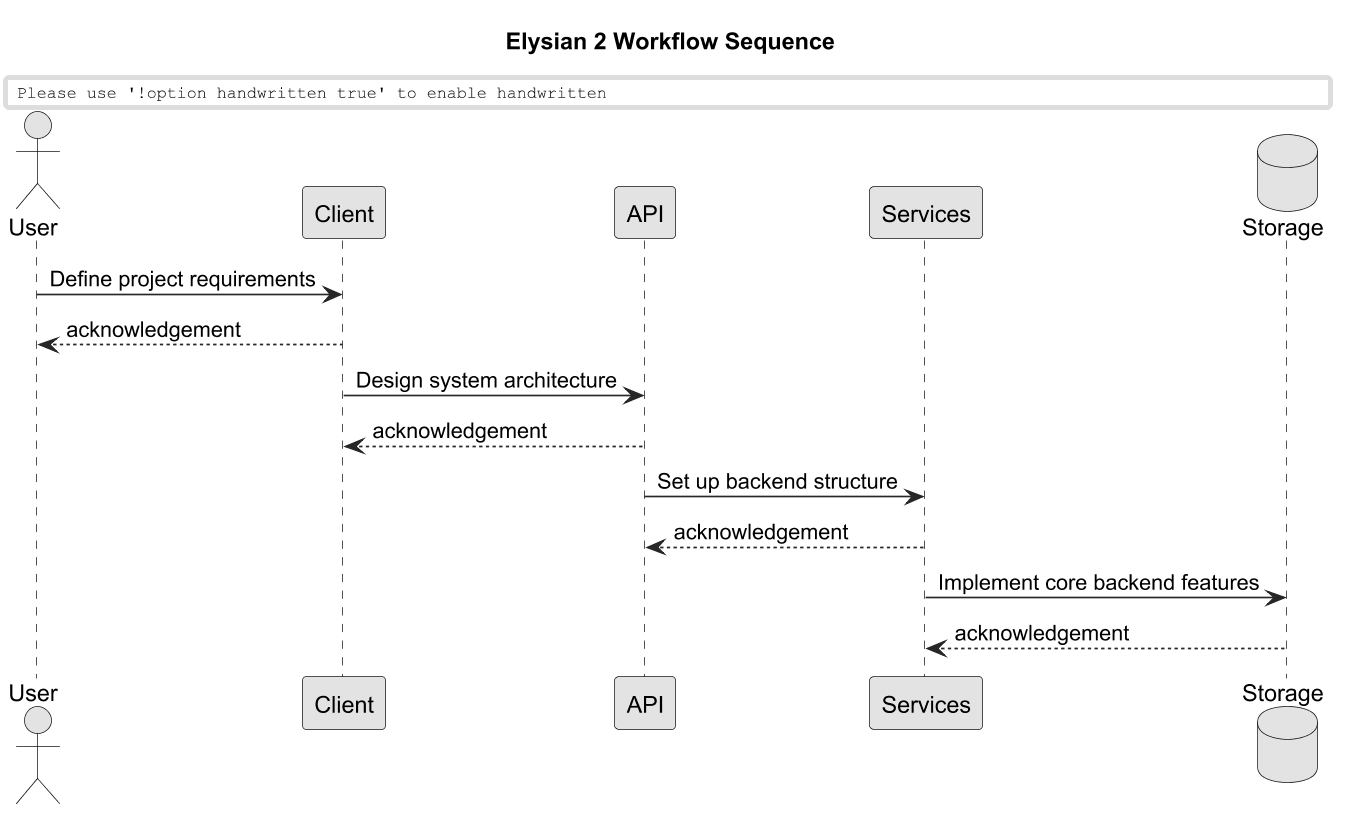 Elysian 2 Workflow Sequence
Please use '!option handwritten true' to enable handwritten
User
Client
API
Services
Storage
Define project requirements
acknowledgement
Design system architecture
acknowledgement
Set up backend structure
acknowledgement
Implement core backend features
acknowledgement
User
Client
API
Services
Storage